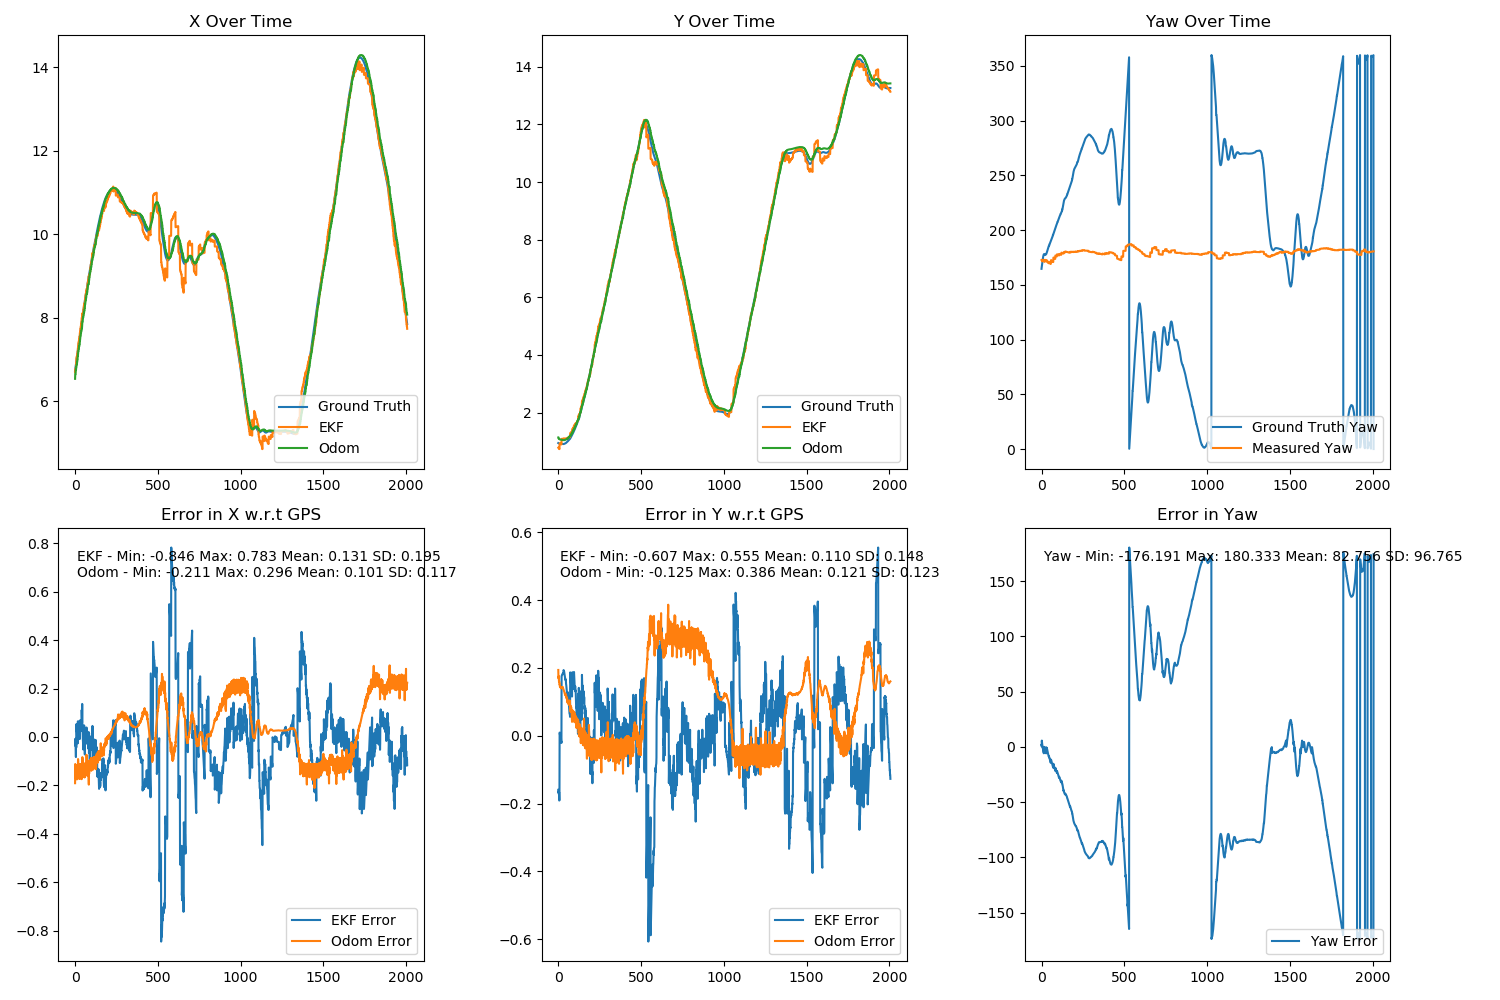 X Over Time
14
12
10
8
6
0 500 1000 1500 2000
Ground Truth
EKF
Odom
Y Over Time
14
12
10
8
6
4
2
0 500 1000 1500 2000
Ground Truth
EKF
Odom
Yaw Over Time
350
300
250
200
150
100
50
0
0 500 1000 1500 2000
Ground Truth Yaw
Measured Yaw
Error in X w.r.t GPS
EKF - Min: -0.846 Max: 0.783 Mean: 0.131 SD: 0.195
Odom - Min: -0.211 Max: 0.296 Mean: 0.101 SD: 0.117
0.8
0.6
0.4
0.2
0.0
−0.2
−0.4
−0.6
−0.8
0 500 1000 1500 2000
EKF Error
Odom Error
Error in Y w.r.t GPS
EKF - Min: -0.607 Max: 0.555 Mean: 0.110 SD: 0.148
Odom - Min: -0.125 Max: 0.386 Mean: 0.121 SD: 0.123
0.6
0.4
0.2
0.0
−0.2
−0.4
−0.6
0 500 1000 1500 2000
EKF Error
Odom Error
Error in Yaw
Yaw - Min: -176.191 Max: 180.333 Mean: 82.756 SD: 96.765
150
100
50
0
−50
−100
−150
0 500 1000 1500 2000
Yaw Error